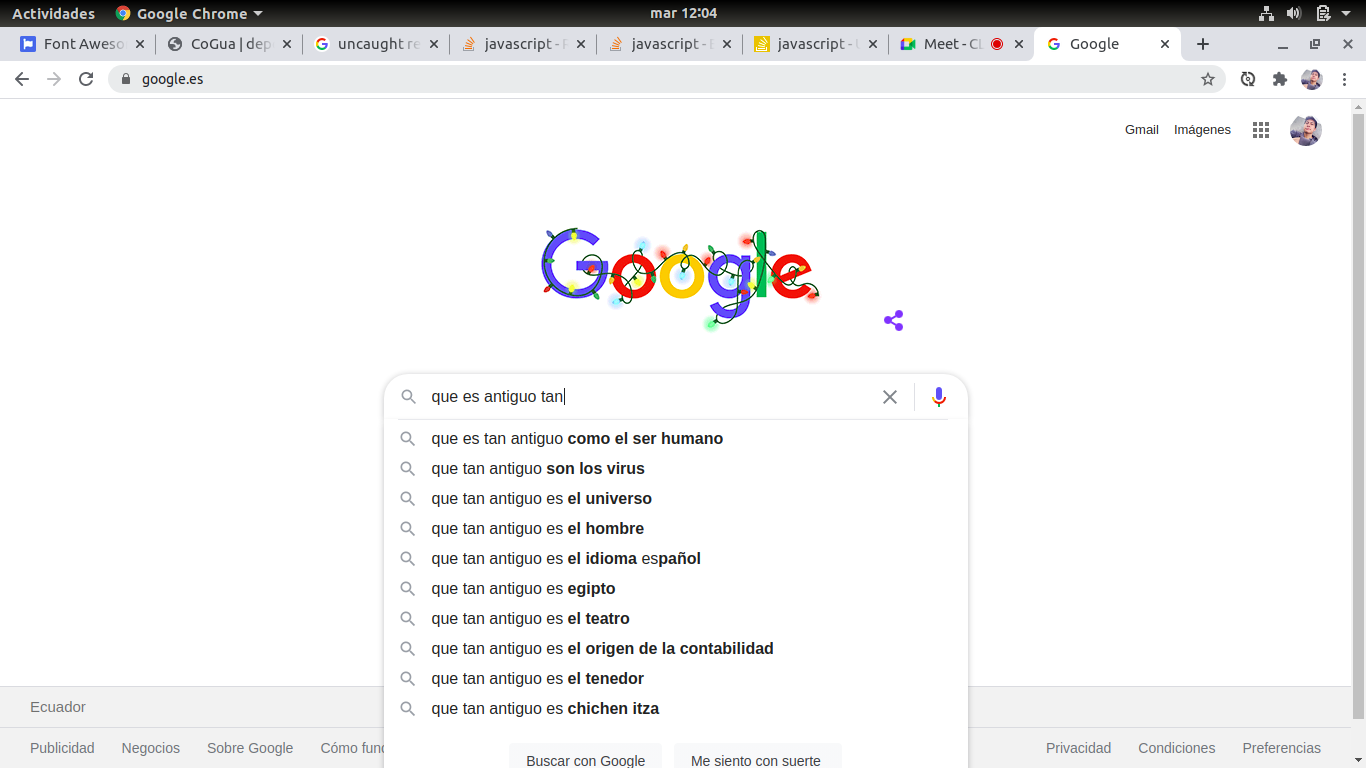 Actividades Google Chrome mar 12:04
Font Aweso CoGua | dep uncaught re javascript - javascript - javascript - Meet - CL Google
google.es
Gmail Imágenes
Google
que es antiguo tan
que es tan antiguo como el ser humano
que tan antiguo son los virus
que tan antiguo es el universo
que tan antiguo es el hombre
que tan antiguo es el idioma español
que tan antiguo es egipto
que tan antiguo es el teatro
que tan antiguo es el origen de la contabilidad
que tan antiguo es el tenedor
que tan antiguo es chichen itza
Buscar con Google Me siento con suerte
Ecuador
Publicidad Negocios Sobre Google Cómo func Privacidad Condiciones Preferencias